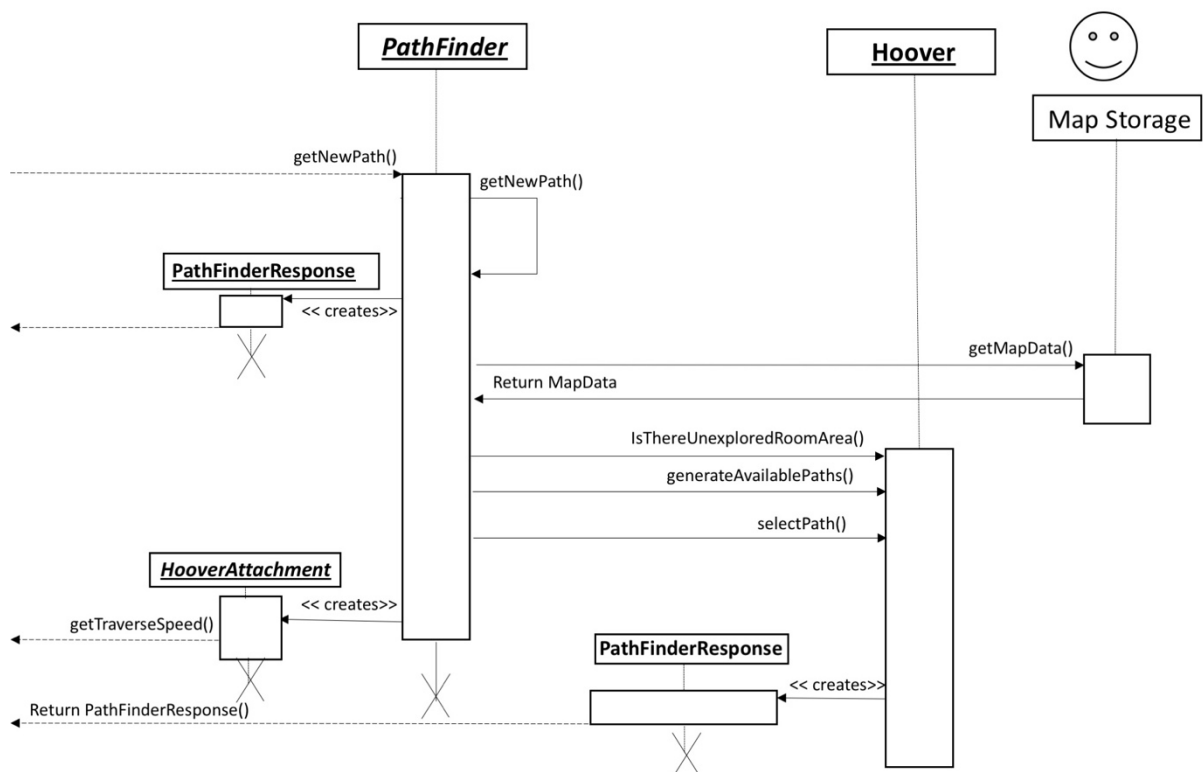 PathFinder
Hoover
Map Storage
getNewPath()
getNewPath()
PathFinderResponse
<< creates>>
getMapData()
Return MapData
IsThereUnexploredRoomArea()
generateAvailablePaths()
selectPath()
HooverAttachment
<< creates>>
getTraverseSpeed()
PathFinderResponse
<< creates>>
Return PathFinderResponse()